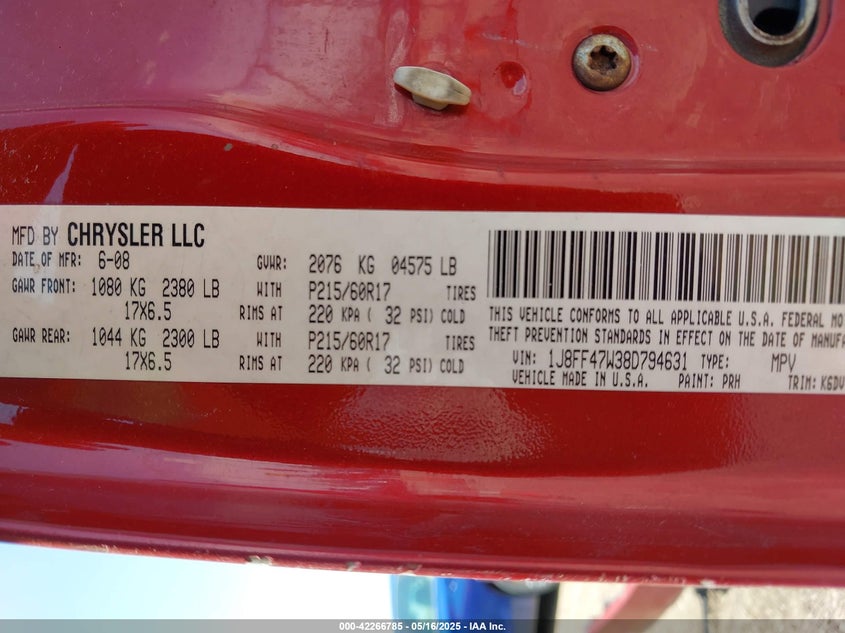 MFD BY CHRYSLER LLC
DATE OF MFR: 6-08 GVWR: 2076 KG 04575 LB
GAWR FRONT: 1080 KG 2380 LB WITH P215/60R17 TIRES
17X6.5 RIMS AT 220 KPA ( 32 PSI) COLD
GAWR REAR: 1044 KG 2300 LB WITH P215/60R17 TIRES
17X6.5 RIMS AT 220 KPA ( 32 PSI) COLD
THIS VEHICLE CONFORMS TO ALL APPLICABLE U.S.A. FEDERAL
THEFT PREVENTION STANDARDS IN EFFECT ON THE DATE OF
VIN: 1J8FF47W38D794631 TYPE: MPV
VEHICLE MADE IN U.S.A. PAINT: PRH TRIM: K6DV
000-42266785 - 05/16/2025 - IAA Inc.